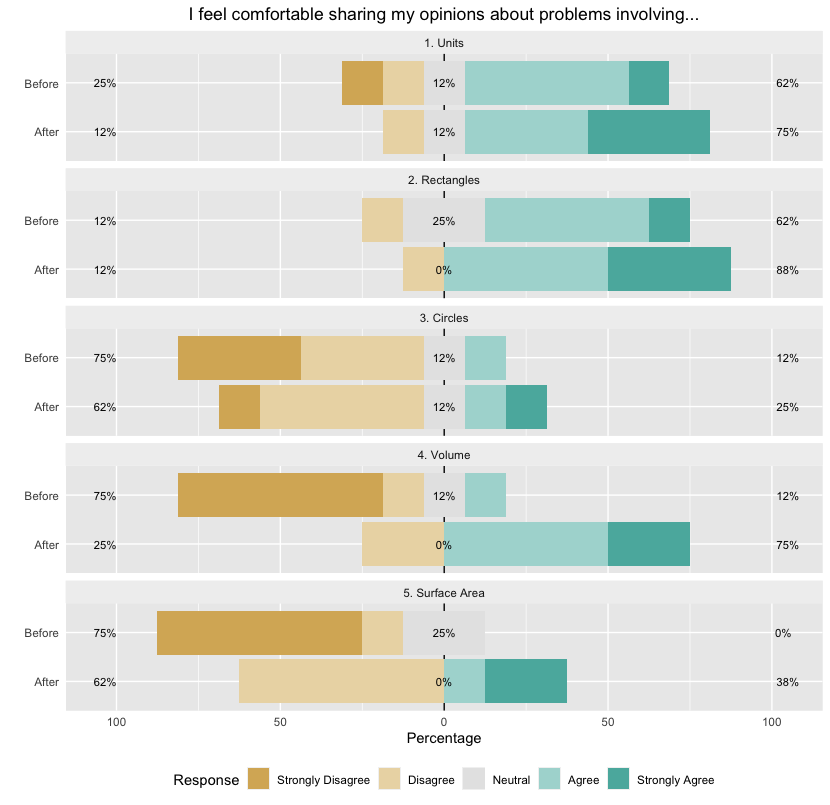 I feel comfortable sharing my opinions about problems involving...
1. Units
Before 25% 12% 62%
After 12% 12% 75%
2. Rectangles
Before 12% 25% 62%
After 12% 0% 88%
3. Circles
Before 75% 12% 12%
After 62% 12% 25%
4. Volume
Before 75% 12% 12%
After 25% 0% 75%
5. Surface Area
Before 75% 25% 0%
After 62% 0% 38%
100 50 0 50 100
Percentage
Response Strongly Disagree Disagree Neutral Agree Strongly Agree